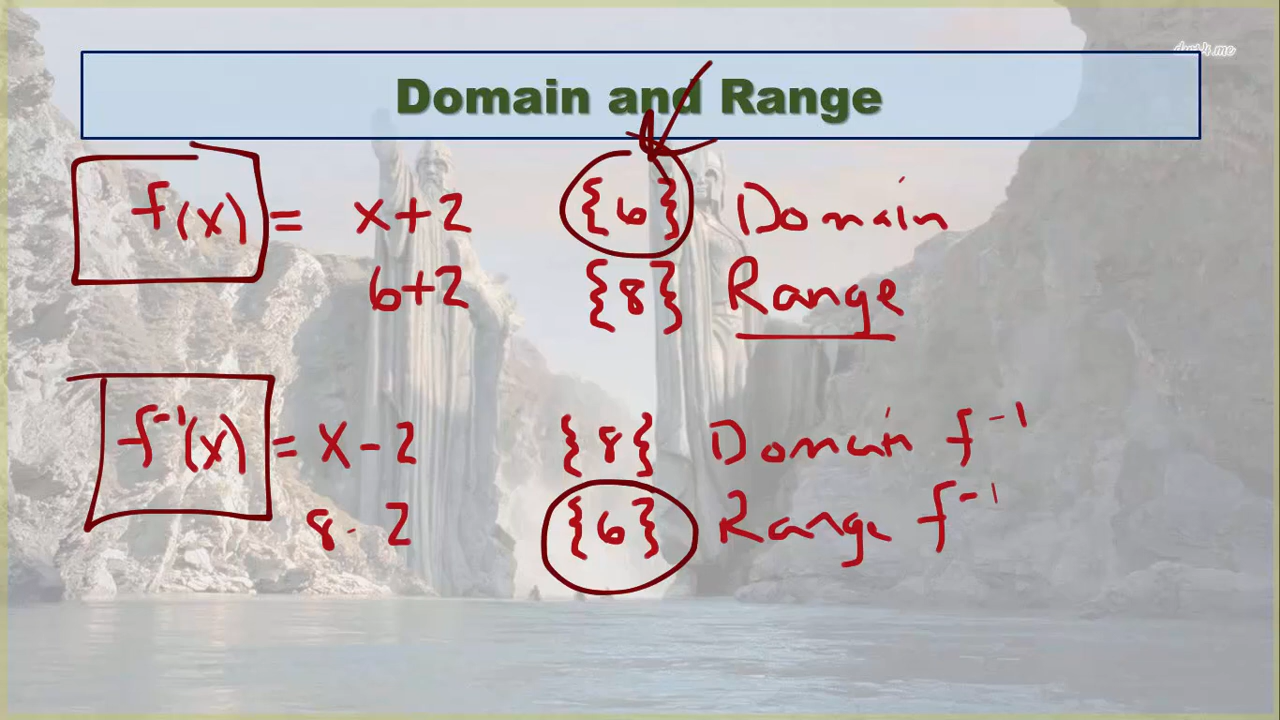 Domain and Range
f(x) = x+2 {6} Domain
6+2 {8} Range
f⁻¹(x) = x-2 {8} Domain f⁻¹
8-2 {6} Range f⁻¹